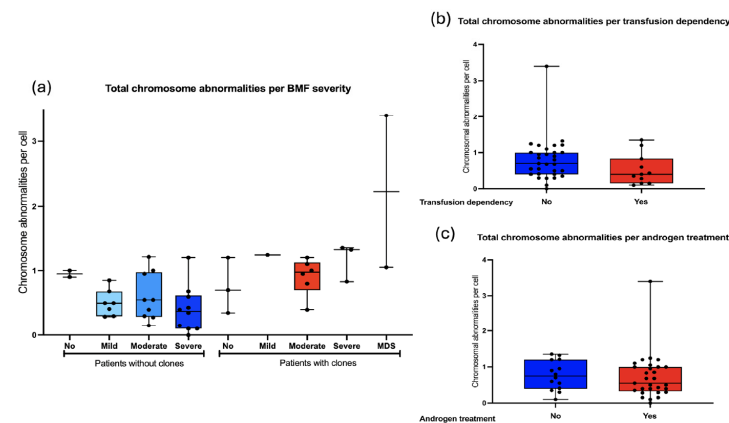 (a)
Total chromosome abnormalities per BMF severity
Chromosome abnormalities per cell
3
2
1
0
No Mild Moderate Severe No Mild Moderate Severe MDS
Patients without clones Patients with clones
(b) Total chromosome abnormalities per transfusion dependency
Chromosomal abnormalities per cell
4
3
2
1
0
Transfusion dependency No Yes
(c) Total chromosome abnormalities per androgen treatment
Chromosomal abnormalities per cell
4
3
2
1
0
Androgen treatment No Yes